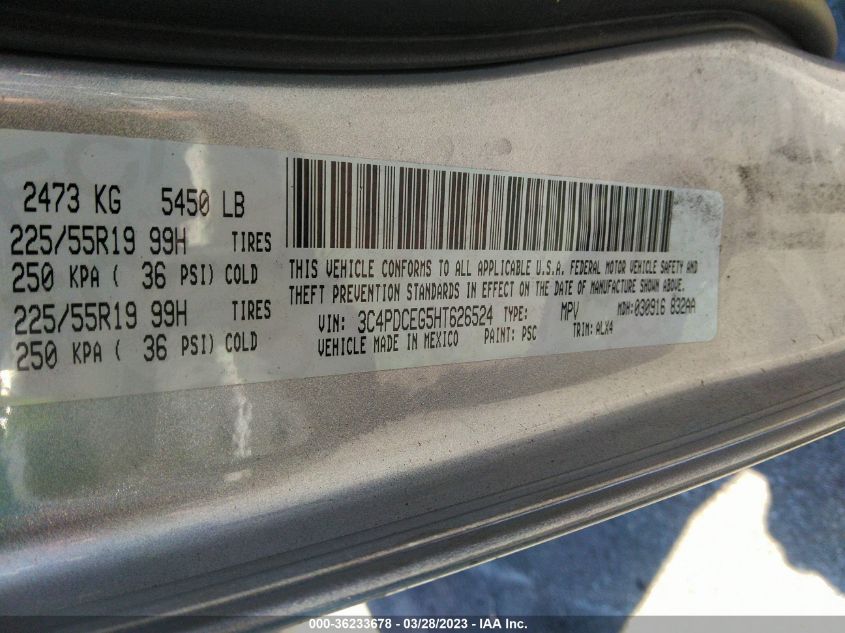 2473 KG 5450 LB
225/55R19 99H TIRES
250 KPA ( 36 PSI) COLD
225/55R19 99H TIRES
250 KPA ( 36 PSI) COLD
THIS VEHICLE CONFORMS TO ALL APPLICABLE U.S.A. FEDERAL MOTOR VEHICLE SAFETY AND
THEFT PREVENTION STANDARDS IN EFFECT ON THE DATE OF MANUFACTURE SHOWN ABOVE.
VIN: 3C4PDCEG5HT626524 TYPE: MPV MDH:030916 832AA
VEHICLE MADE IN MEXICO PAINT: PSC TRIM: ALX4
000-36233678 - 03/28/2023 - IAA Inc.